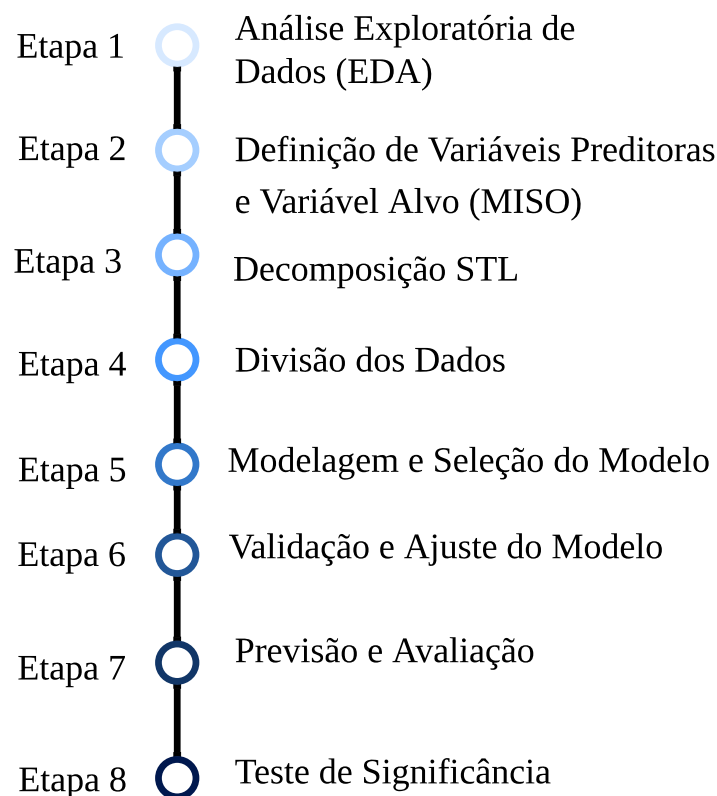 Etapa 1
Análise Exploratória de
Dados (EDA)
Etapa 2
Definição de Variáveis Preditoras
e Variável Alvo (MISO)
Etapa 3
Decomposição STL
Etapa 4
Divisão dos Dados
Etapa 5
Modelagem e Seleção do Modelo
Etapa 6
Validação e Ajuste do Modelo
Etapa 7
Previsão e Avaliação
Etapa 8
Teste de Significância